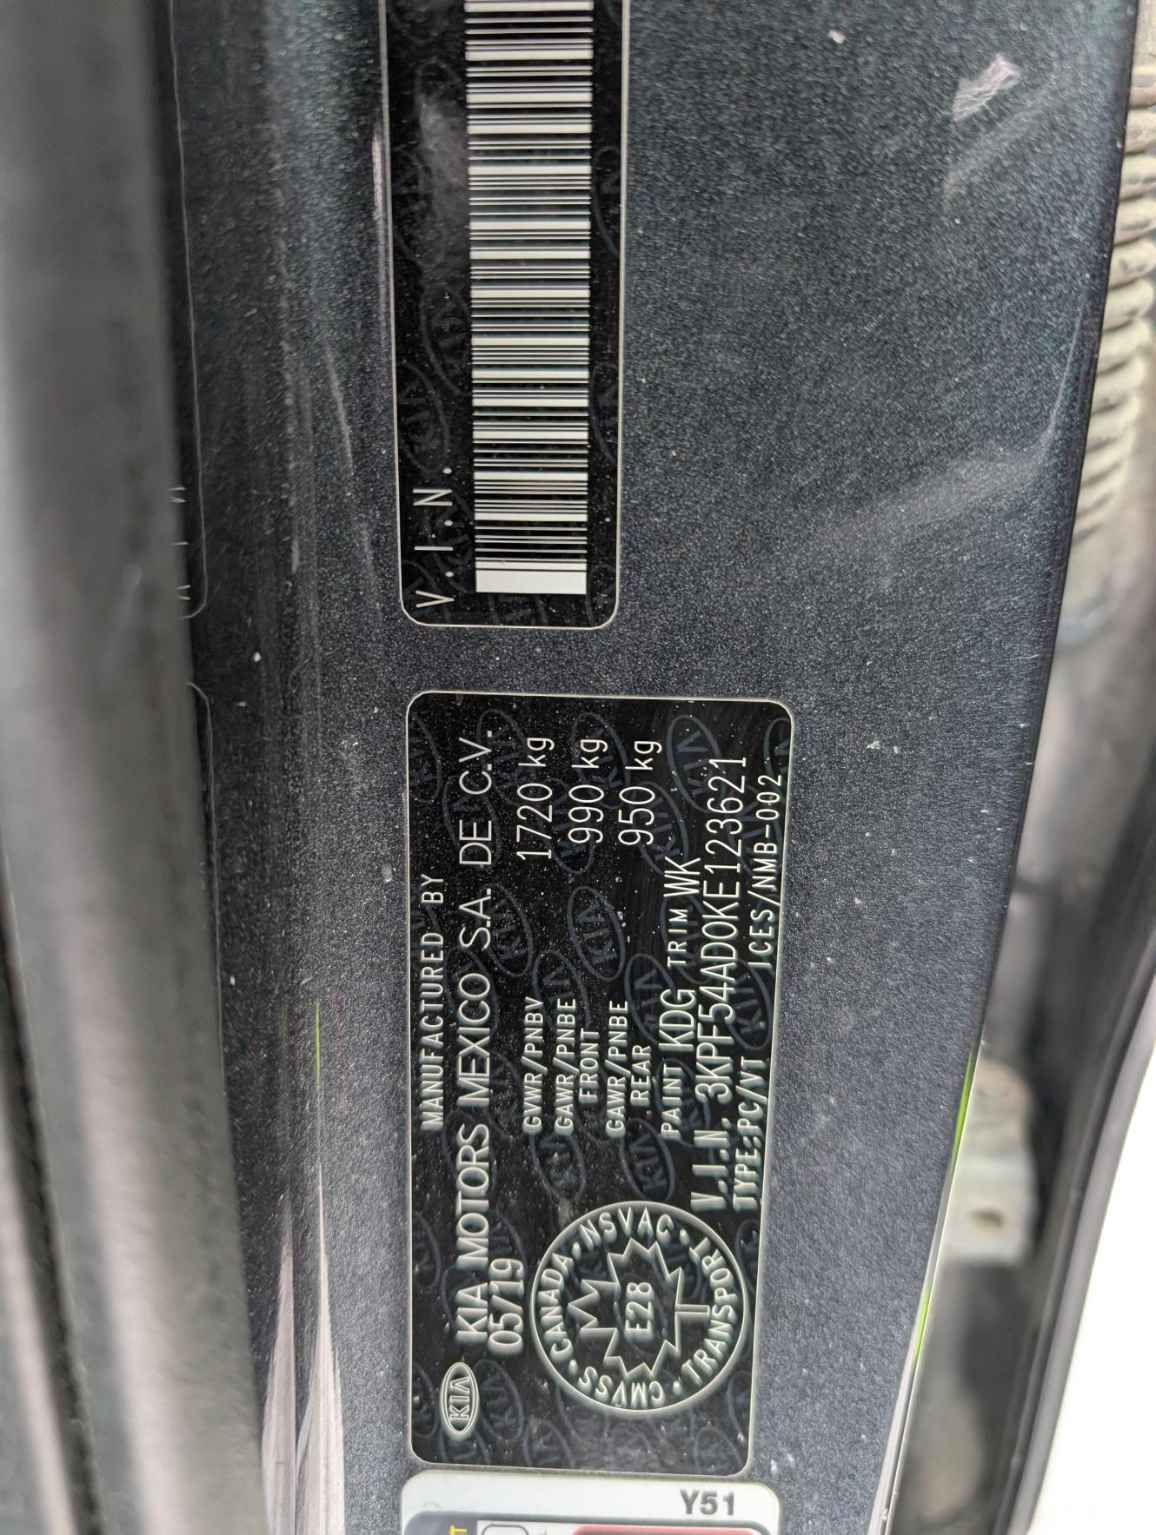 V.I.N.
MANUFACTURED BY
KIA KIA MOTORS MEXICO S.A. DE C.V.
05/19
GVWR/PNBV 1720 kg
GAWR/PNBE FRONT 990 kg
GAWR/PNBE REAR 950 kg
PAINT KDG TRIM WK
V.I.N. 3KPF54AD0KE123621
TYPE:PC/VT ICES/NMB-002
CANADA · NSVAC · TRANSPORT · CMVSS ·
E28
Y51